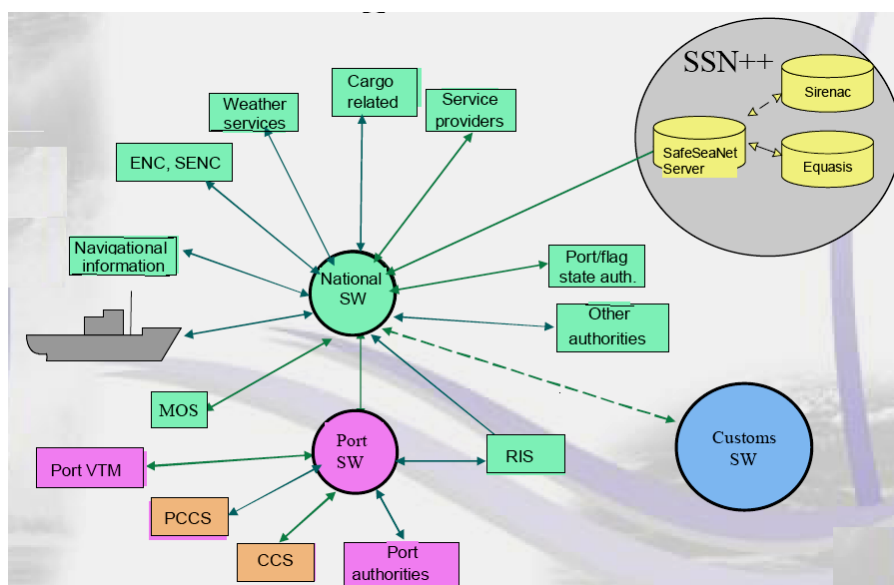 SSN++
Sirenac
SafeSeaNet
Server
Equasis
Cargo
related
Weather
services
Service
providers
ENC, SENC
Navigational
information
National
SW
Port/flag
state auth.
Other
authorities
MOS
Port
SW
RIS
Customs
SW
Port VTM
PCCS
CCS
Port
authorities